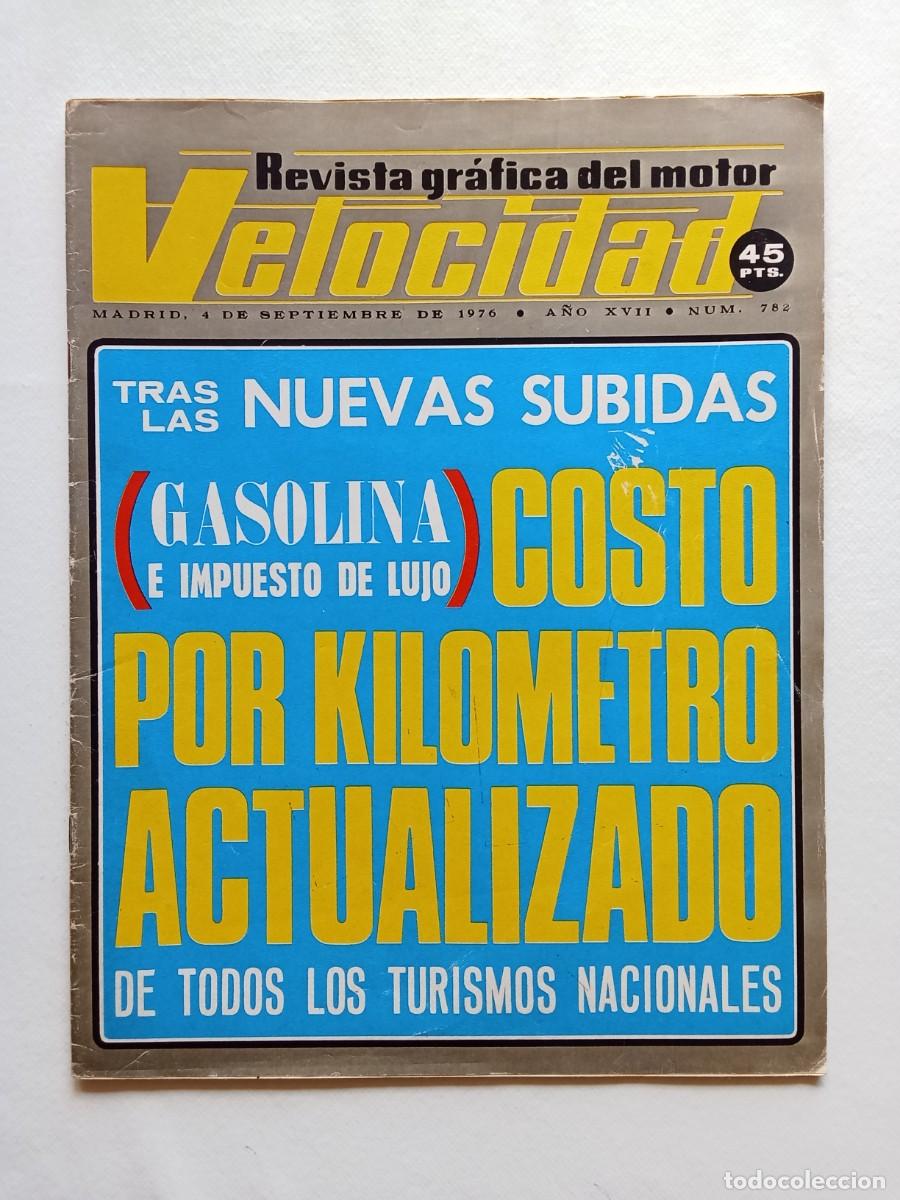 Revista gráfica del motor
Velocidad
45
PTS.
MADRID, 4 DE SEPTIEMBRE DE 1976 • AÑO XVII • NUM. 782
TRAS
LAS
NUEVAS SUBIDAS
(GASOLINA
E IMPUESTO DE LUJO)
COSTO
POR KILOMETRO
ACTUALIZADO
DE TODOS LOS TURISMOS NACIONALES
todocoleccion